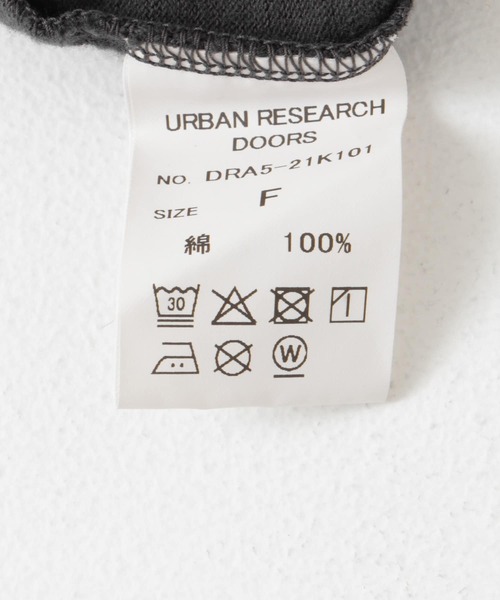 URBAN RESEARCH
DOORS
NO. DRA5-21K101
SIZE F
綿 100%
30
W